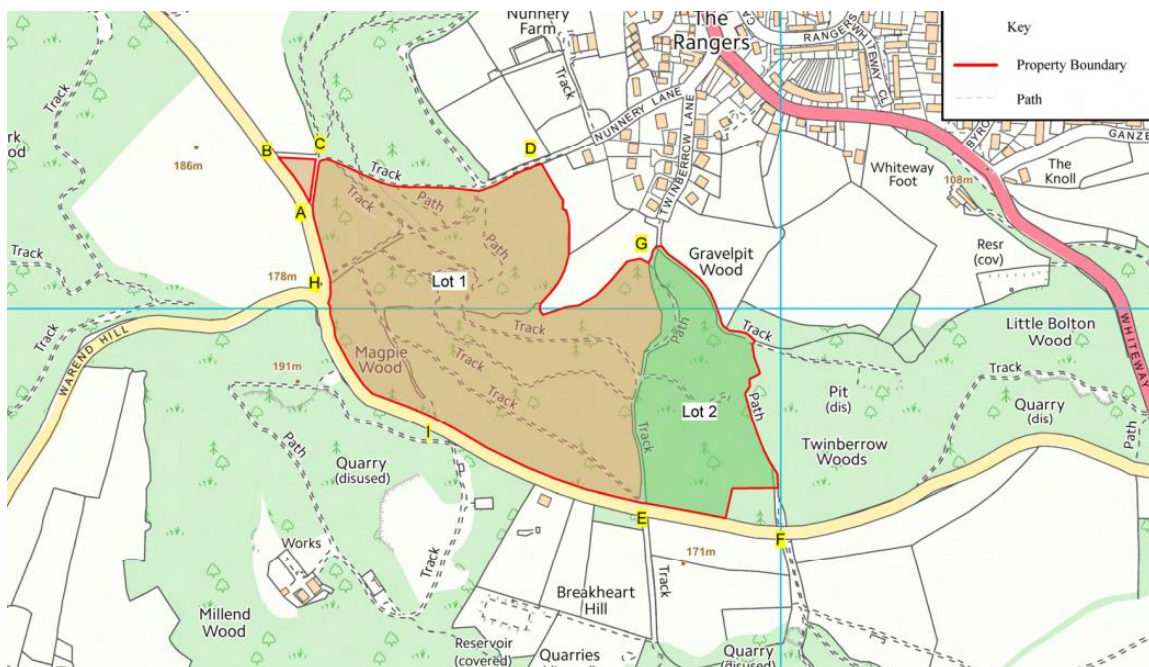 Nunnery
Farm
The
Rangers
RANGERS
WHITEWAY CL
Key
Property Boundary
Path
Track
Track
NUNNERY LANE
TWINBERROW LANE
BYRO
GANZE
The
Knoll
Whiteway
Foot
108m
rk
ood
186m
B
C
D
Track
Track
Path
Path
A
G
Gravelpit
Wood
Resr
(cov)
178m
H
Lot 1
Track
WAREND HILL
Track
Path
Track
Little Bolton
Wood
WHITEWAY
Magpie
Wood
Track
Track
191m
Path
Lot 2
Path
Pit
(dis)
Track
Quarry
(dis)
Path
I
Track
Twinberrow
Woods
Path
Quarry
(disused)
E
F
Works
Track
171m
Track
Breakheart
Hill
Millend
Wood
Reservoir
(covered)
Quarries
Quarry
(disused)